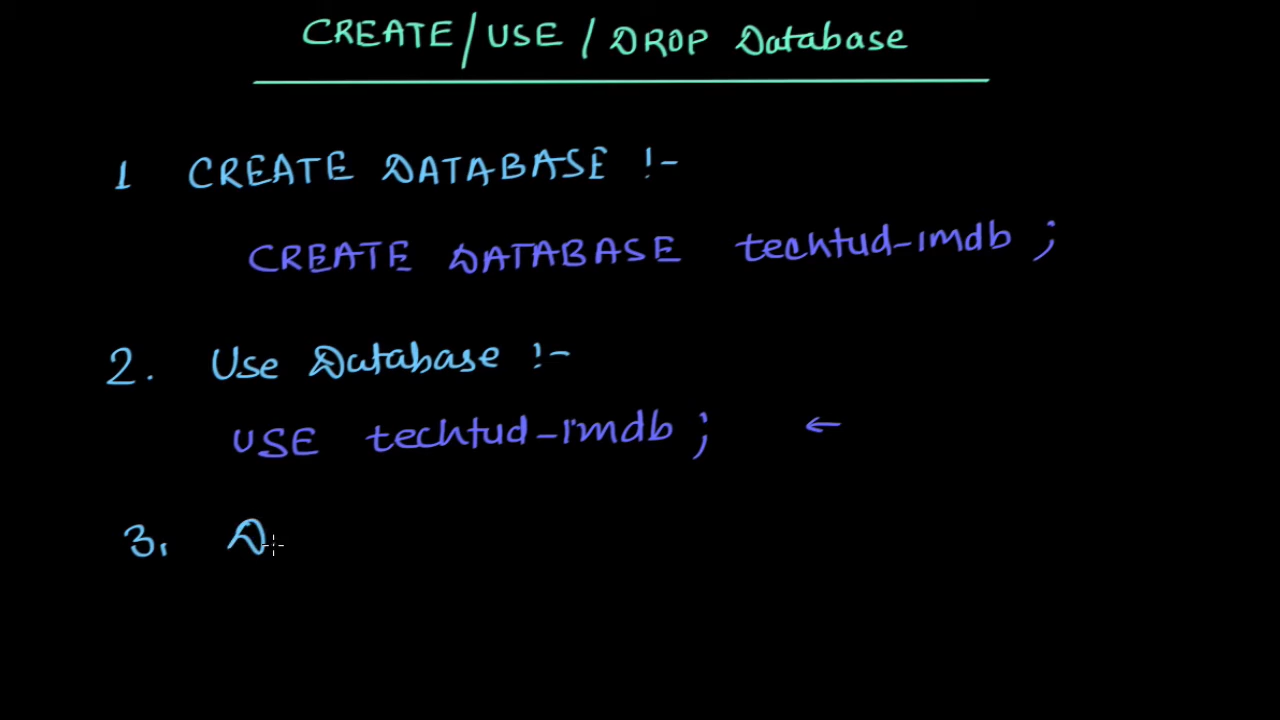 CREATE/USE/DROP Database
1 CREATE DATABASE :-
CREATE DATABASE techtud-imdb ;
2. Use Database :-
USE techtud-imdb ; ←
3. D